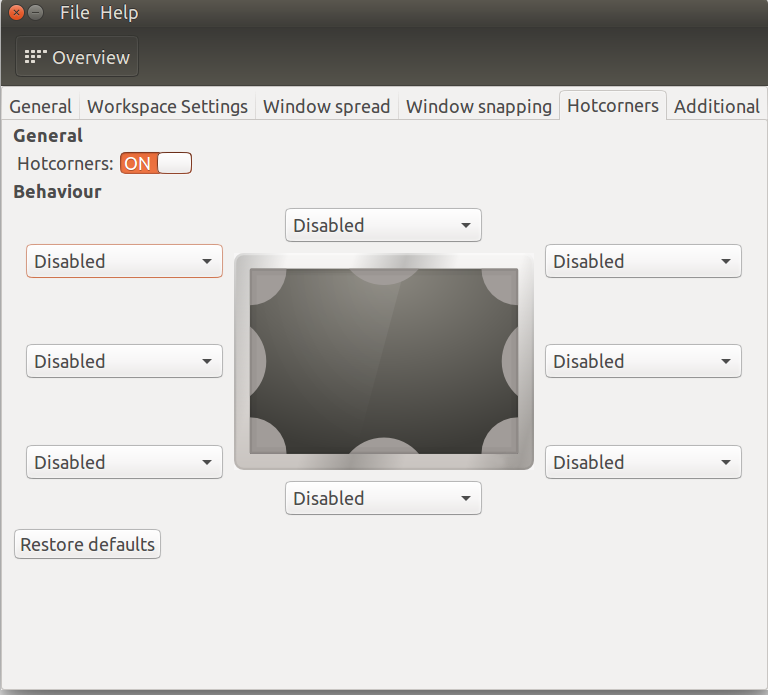 File Help
Overview
General Workspace Settings Window spread Window snapping Hotcorners Additional
General
Hotcorners: ON
Behaviour
Disabled
Disabled Disabled
Disabled Disabled
Disabled Disabled
Disabled
Restore defaults